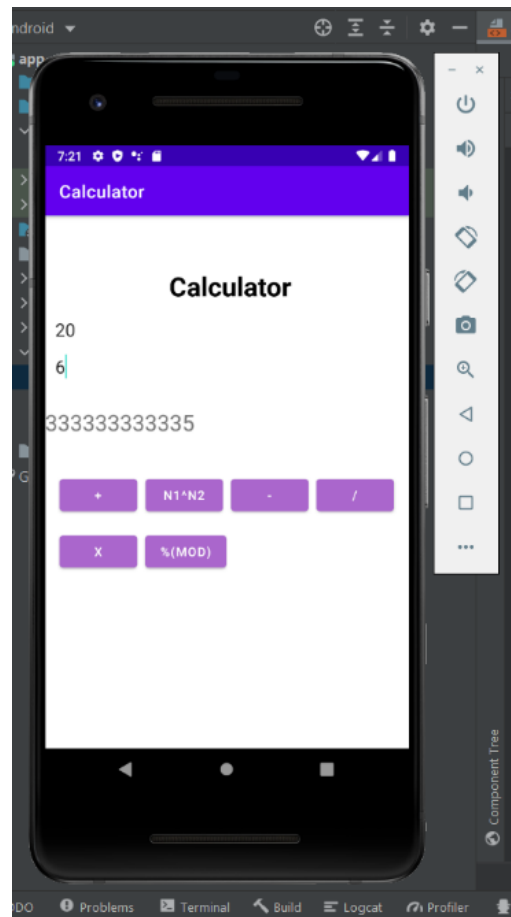 ndroid
app
7:21
Calculator
Calculator
20
6
333333333335
+ N1^N2 - /
X %(MOD)
G
Component Tree
ODO Problems Terminal Build Logcat Profiler